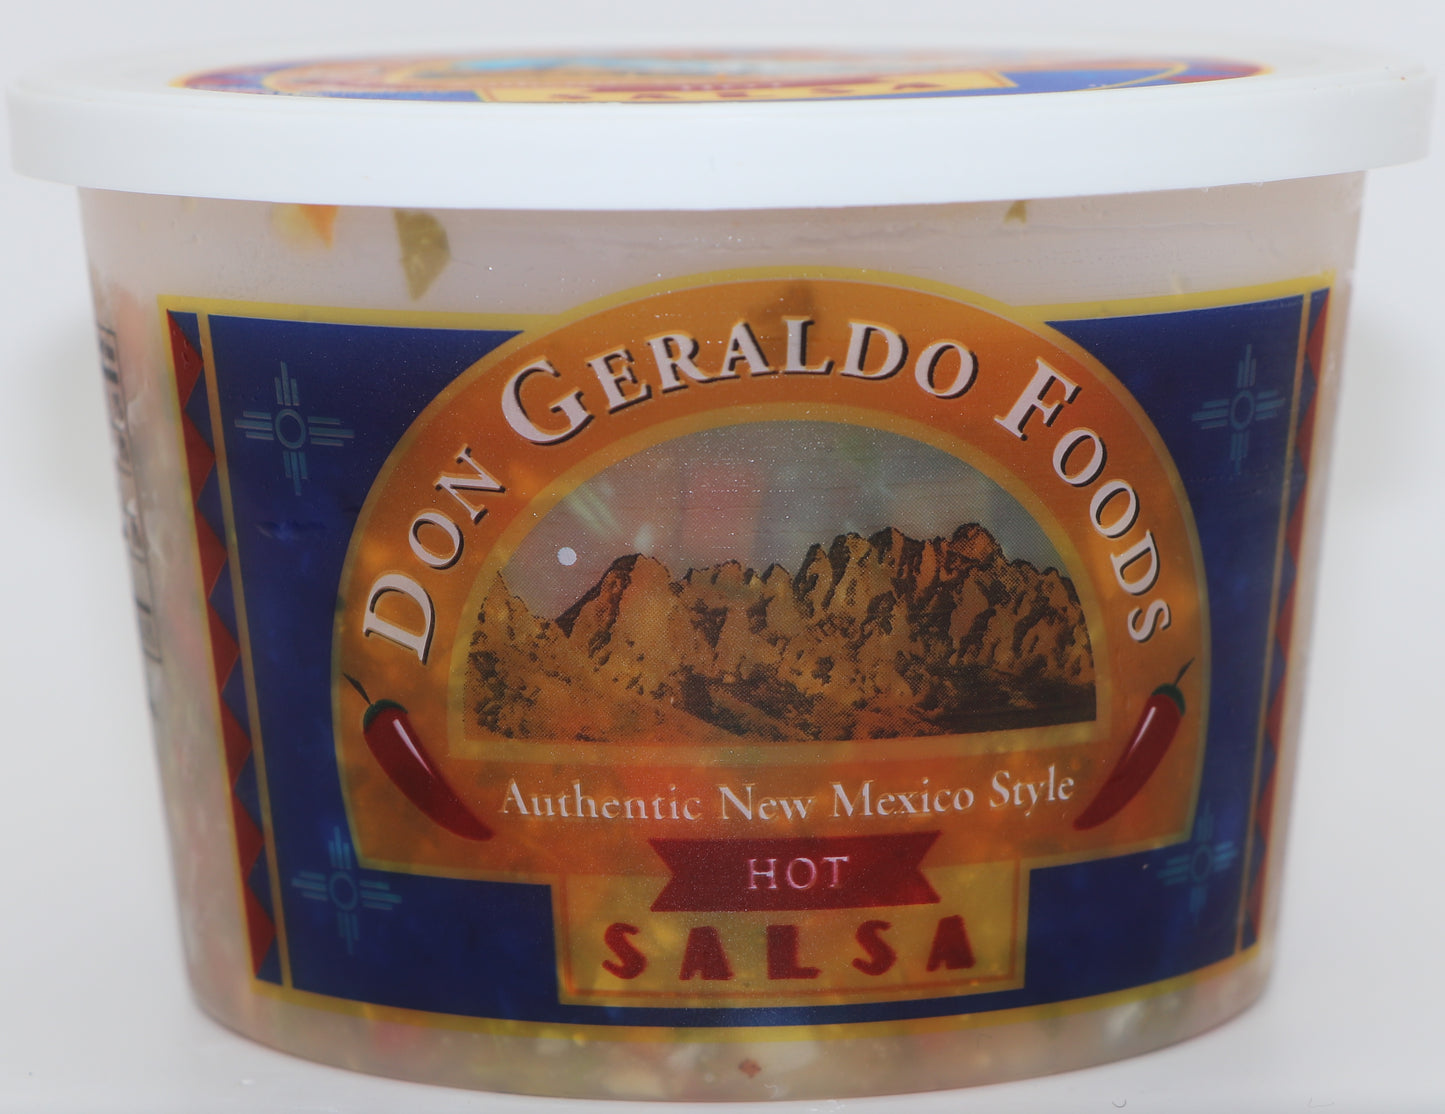 DON GERALDO FOODS
Authentic New Mexico Style
HOT
SALSA